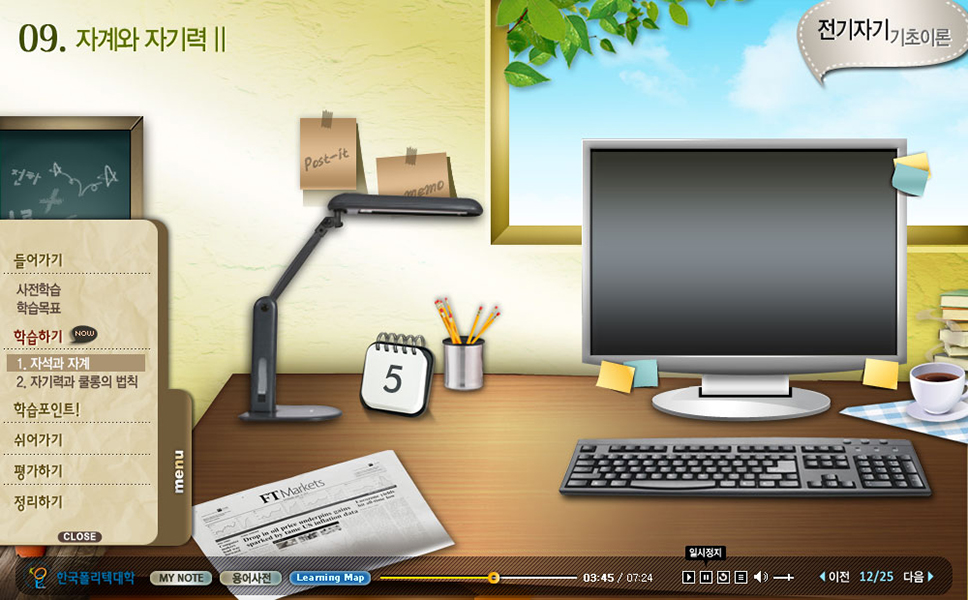 09. 자계와 자기력 II
전기자기 기초이론
Post-it
memo
전하
들어가기
사전학습
학습목표
학습하기 NOW
1. 자석과 자계
2. 자기력과 쿨롱의 법칙
학습포인트!
쉬어가기
평가하기
정리하기
menu
CLOSE
5
FT Markets
Drop in oil price underpins gains
sparked by tame US inflation data
일시정지
한국폴리텍대학
MY NOTE
용어사전
Learning Map
03:45 / 07:24
이전 12/25 다음